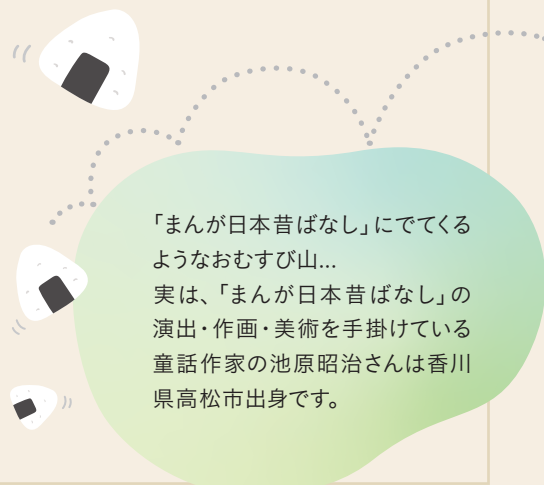 「まんが日本昔ばなし」にでてくる
ようなおむすび山…
実は、「まんが日本昔ばなし」の
演出・作画・美術を手掛けている
童話作家の池原昭治さんは香川
県高松市出身です。